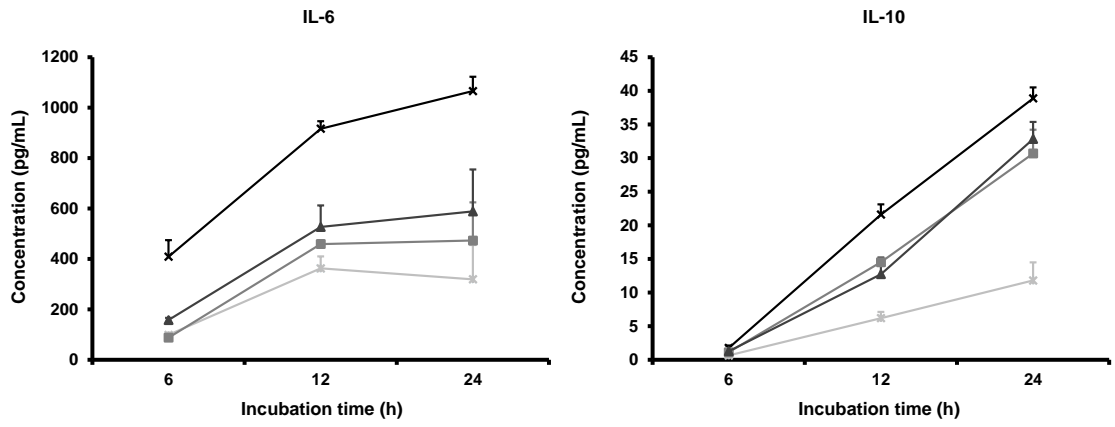 IL-6
Concentration (pg/mL)
1200
1000
800
600
400
200
0
6 12 24
Incubation time (h)
IL-10
Concentration (pg/mL)
45
40
35
30
25
20
15
10
5
0
6 12 24
Incubation time (h)